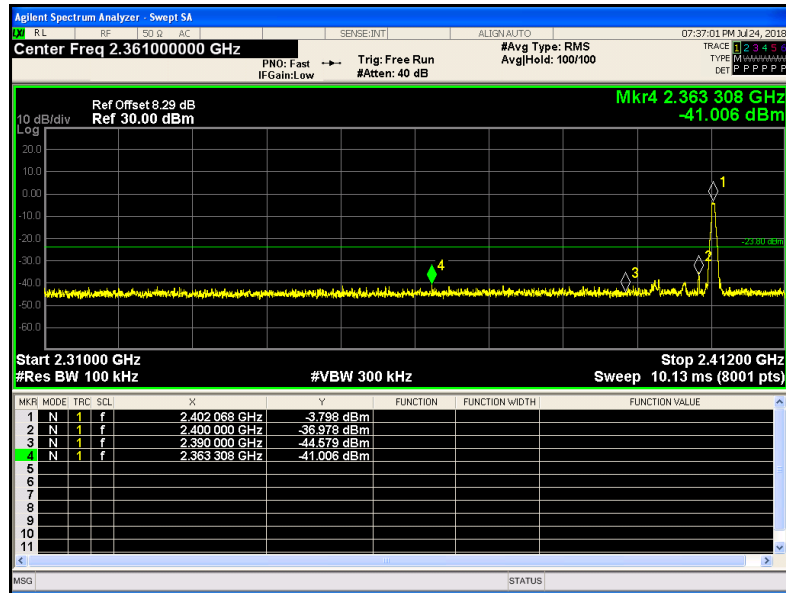 Agilent Spectrum Analyzer - Swept SA
LXI RL RF 50 Ω AC SENSE:INT ALIGN AUTO 07:37:01 PM Jul 24, 2018
Center Freq 2.361000000 GHz #Avg Type: RMS TRACE 1 2 3 4 5 6
PNO: Fast Trig: Free Run Avg|Hold: 100/100 TYPE M
IFGain:Low #Atten: 40 dB DET P P P P P P
Mkr4 2.363 308 GHz
-41.006 dBm
Ref Offset 8.29 dB
10 dB/div Ref 30.00 dBm
Log
20.0
10.0
0.00
-10.0
-20.0
-30.0
-40.0
-50.0
-60.0
1
-23.80 dBm
2
3
4
Start 2.31000 GHz Stop 2.41200 GHz
#Res BW 100 kHz #VBW 300 kHz Sweep 10.13 ms (8001 pts)
MKR MODE TRC SCL X Y FUNCTION FUNCTION WIDTH FUNCTION VALUE
1 N 1 f 2.402 068 GHz -3.798 dBm
2 N 1 f 2.400 000 GHz -36.978 dBm
3 N 1 f 2.390 000 GHz -44.579 dBm
4 N 1 f 2.363 308 GHz -41.006 dBm
5
6
7
8
9
10
11
MSG STATUS